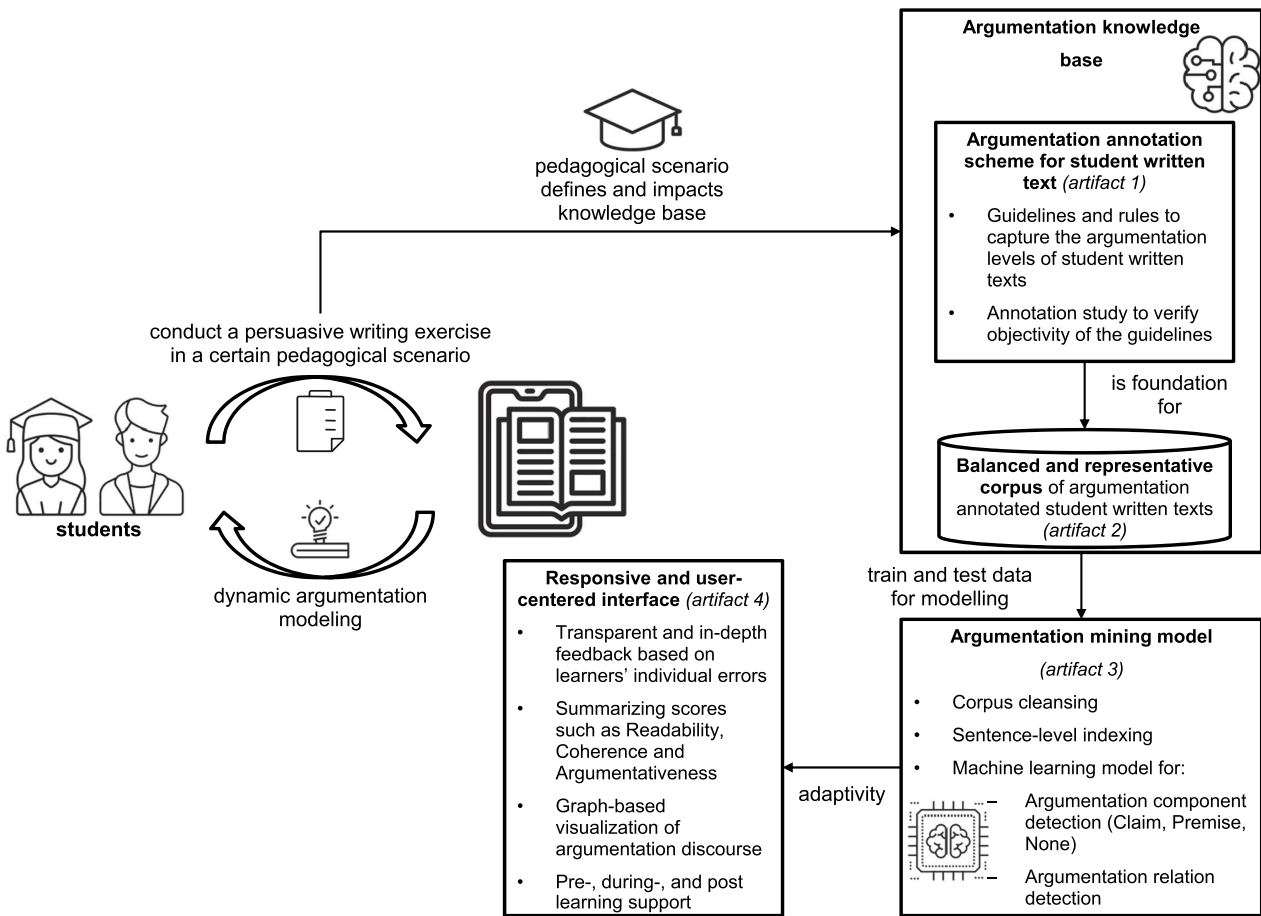 Argumentation knowledge
base
pedagogical scenario
defines and impacts
knowledge base
Argumentation annotation
scheme for student written
text (artifact 1)
• Guidelines and rules to
capture the argumentation
levels of student written
texts
• Annotation study to verify
objectivity of the guidelines
conduct a persuasive writing exercise
in a certain pedagogical scenario
is foundation
for
students
Balanced and representative
corpus of argumentation
annotated student written texts
(artifact 2)
dynamic argumentation
modeling
train and test data
for modelling
Responsive and user-
centered interface (artifact 4)
• Transparent and in-depth
feedback based on
learners’ individual errors
• Summarizing scores
such as Readability,
Coherence and
Argumentativeness
• Graph-based
visualization of
argumentation discourse
• Pre-, during-, and post
learning support
adaptivity
Argumentation mining model
(artifact 3)
• Corpus cleansing
• Sentence-level indexing
• Machine learning model for:
– Argumentation component
detection (Claim, Premise,
None)
– Argumentation relation
detection